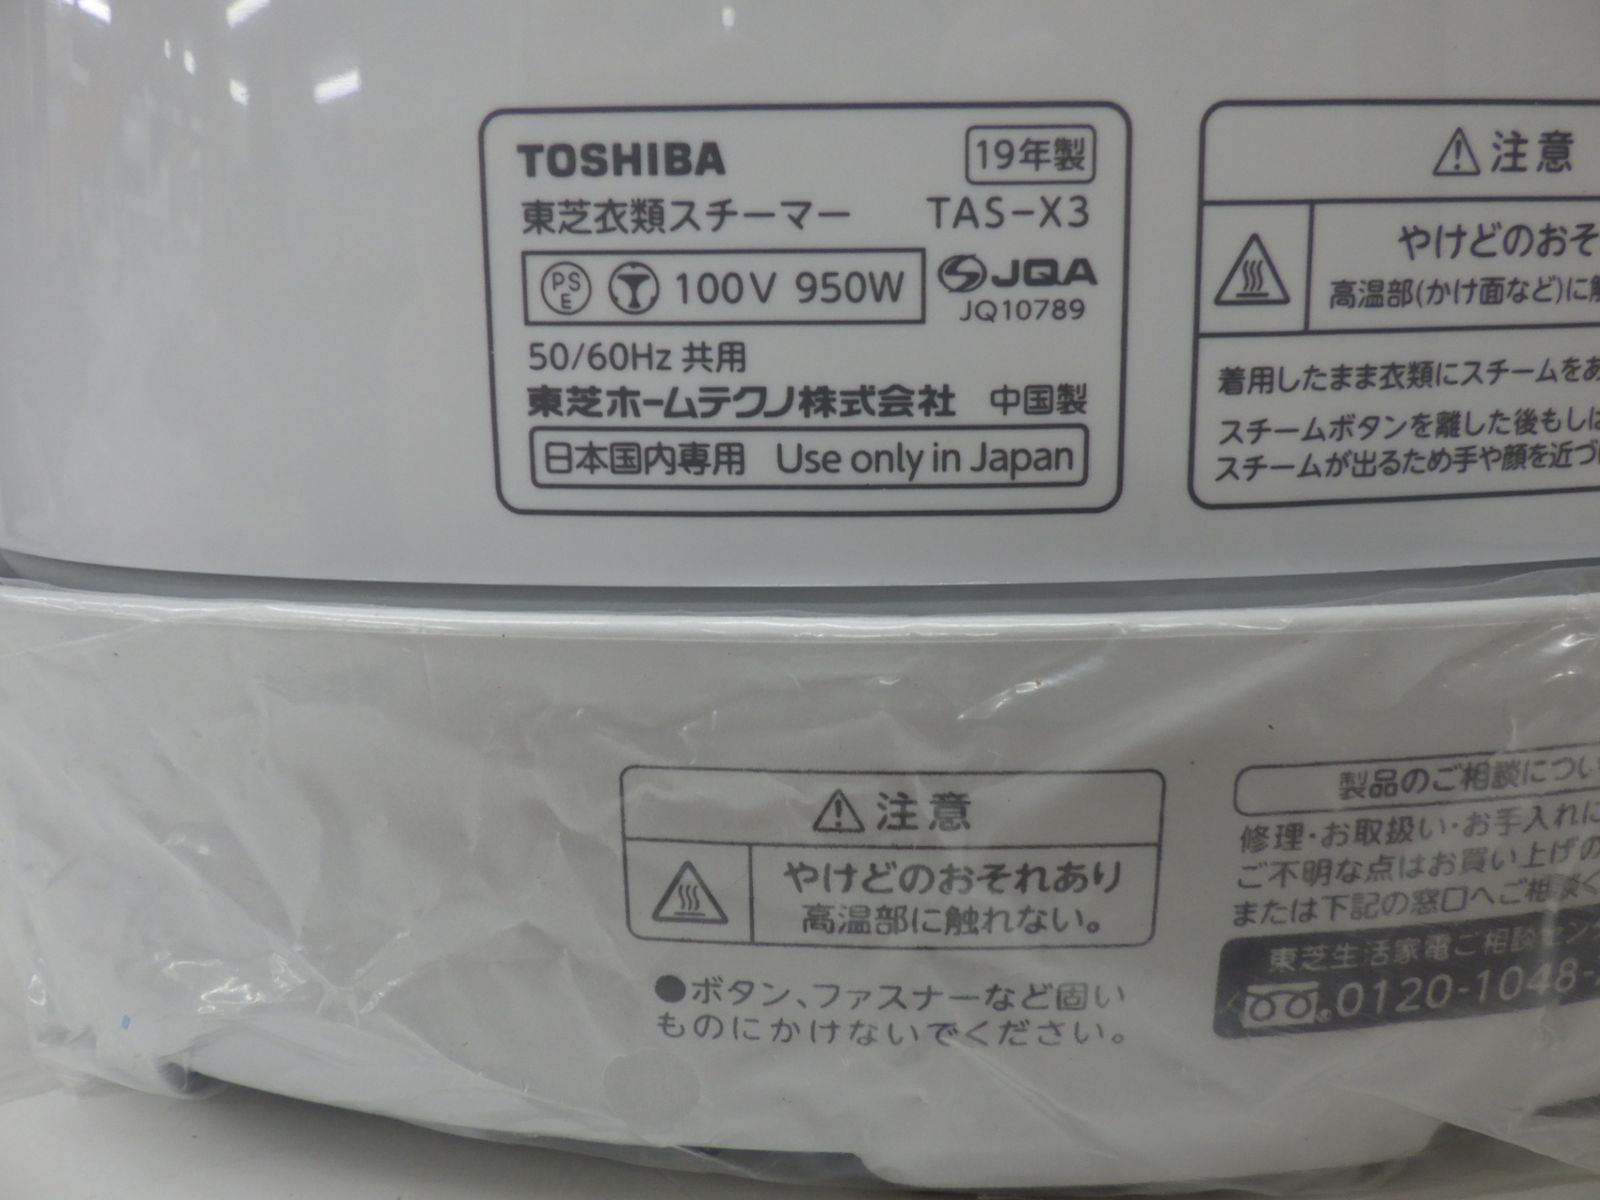 TOSHIBA 19年製
東芝衣類スチーマー TAS-X3
PSE 100V 950W JQA
JQ10789
50/60Hz 共用
東芝ホームテクノ株式会社 中国製
日本国内専用 Use only in Japan
注意
やけどのおそ
高温部(かけ面など)に
着用したまま衣類にスチームをあ
スチームボタンを離した後もし
スチームが出るため手や顔を近づ
注意
やけどのおそれあり
高温部に触れない。
●ボタン、ファスナーなど固い
ものにかけないでください。
製品のご相談につい
修理・お取扱い・お手入れに
ご不明な点はお買い上げの
または下記の窓口へご相談く
東芝生活家電ご相談セン
0120-1048-